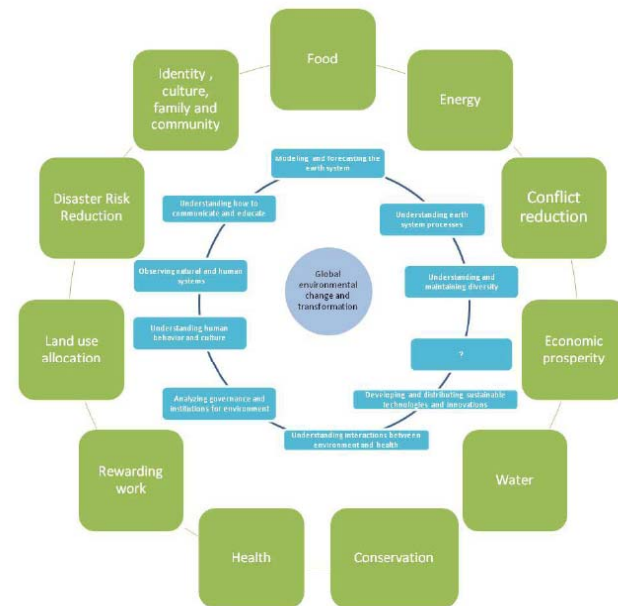 Food
Energy
Conflict
reduction
Economic
prosperity
Water
Conservation
Health
Rewarding
work
Land use
allocation
Disaster Risk
Reduction
Identity ,
culture,
family and
community
Modeling and forecasting the
earth system
Understanding earth
system processes
Understanding and
maintaining diversity
?
Developing and distributing sustainable
technologies and innovations
Understanding interactions between
environment and health
Analyzing governance and
institutions for environment
Understanding human
behavior and culture
Observing natural and human
systems
Understanding how to
communicate and educate
Global
environmental
change and
transformation